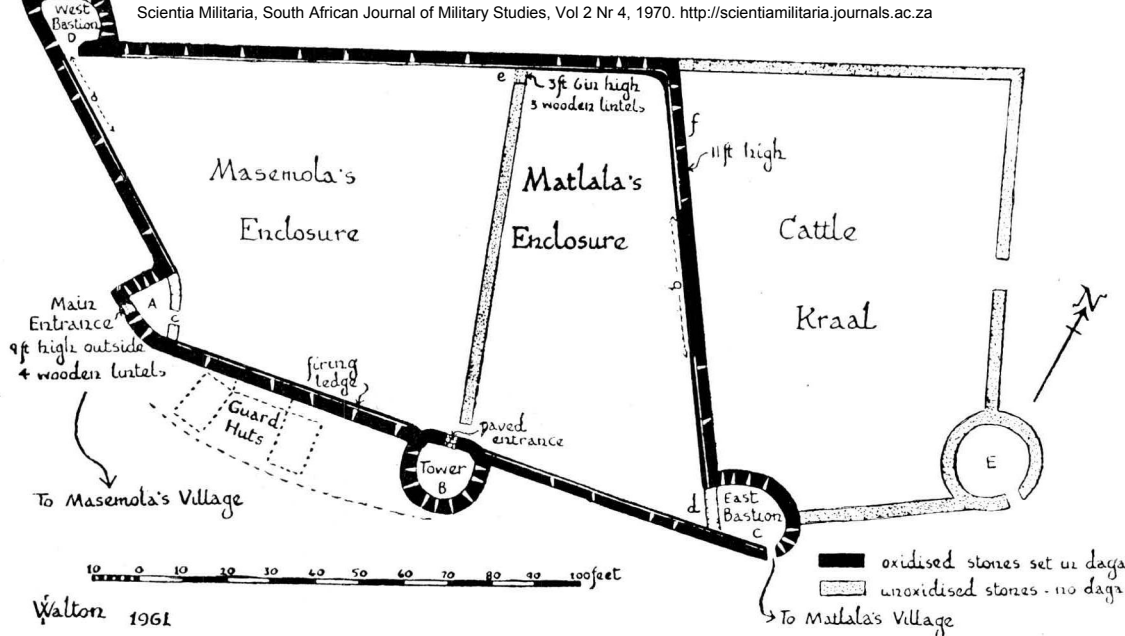 Scientia Militaria, South African Journal of Military Studies, Vol 2 Nr 4, 1970. http://scientiamilitaria.journals.ac.za
West
Bastion
D
b
e
3ft 6in high
3 wooden lintels
f
11ft high
Masemola's
Enclosure
Matlala's
Enclosure
Cattle
Kraal
b
N
A
c
Main
Entrance
9ft high outside
4 wooden lintels
firing
ledge
Guard
Huts
paved
entrance
Tower
B
To Masemola's Village
d
East
Bastion
C
E
10 0 10 20 30 40 50 60 70 80 90 100 feet
oxidised stones set in daga
unoxidised stones - no daga
Walton 1961
To Matlala's Village